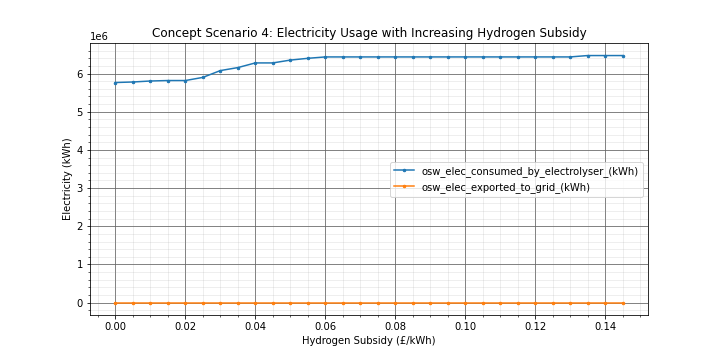 Concept Scenario 4: Electricity Usage with Increasing Hydrogen Subsidy
1e6
6
5
4
3
2
1
0
Electricity (kWh)
osw_elec_consumed_by_electrolyser_(kWh)
osw_elec_exported_to_grid_(kWh)
0.00 0.02 0.04 0.06 0.08 0.10 0.12 0.14
Hydrogen Subsidy (£/kWh)